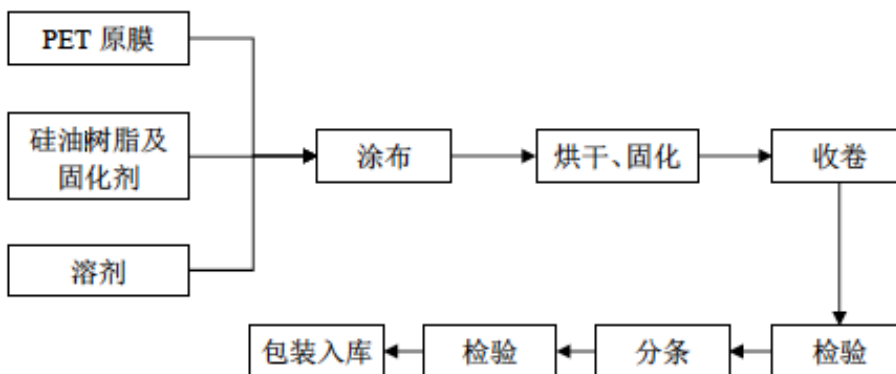 PET 原膜
硅油树脂及
固化剂
溶剂
涂布
烘干、固化
收卷
包装入库
检验
分条
检验